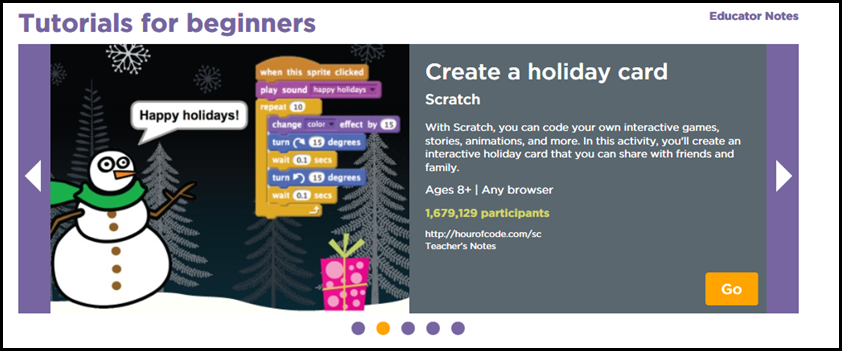 Tutorials for beginners
Educator Notes
Happy holidays!
when this sprite clicked
play sound happy holidays
repeat 10
change color effect by 15
turn 15 degrees
wait 0.1 secs
turn 15 degrees
wait 0.1 secs
Create a holiday card
Scratch
With Scratch, you can code your own interactive games,
stories, animations, and more. In this activity, you'll create an
interactive holiday card that you can share with friends and
family.
Ages 8+ | Any browser
1,679,129 participants
http://hourofcode.com/sc
Teacher's Notes
Go